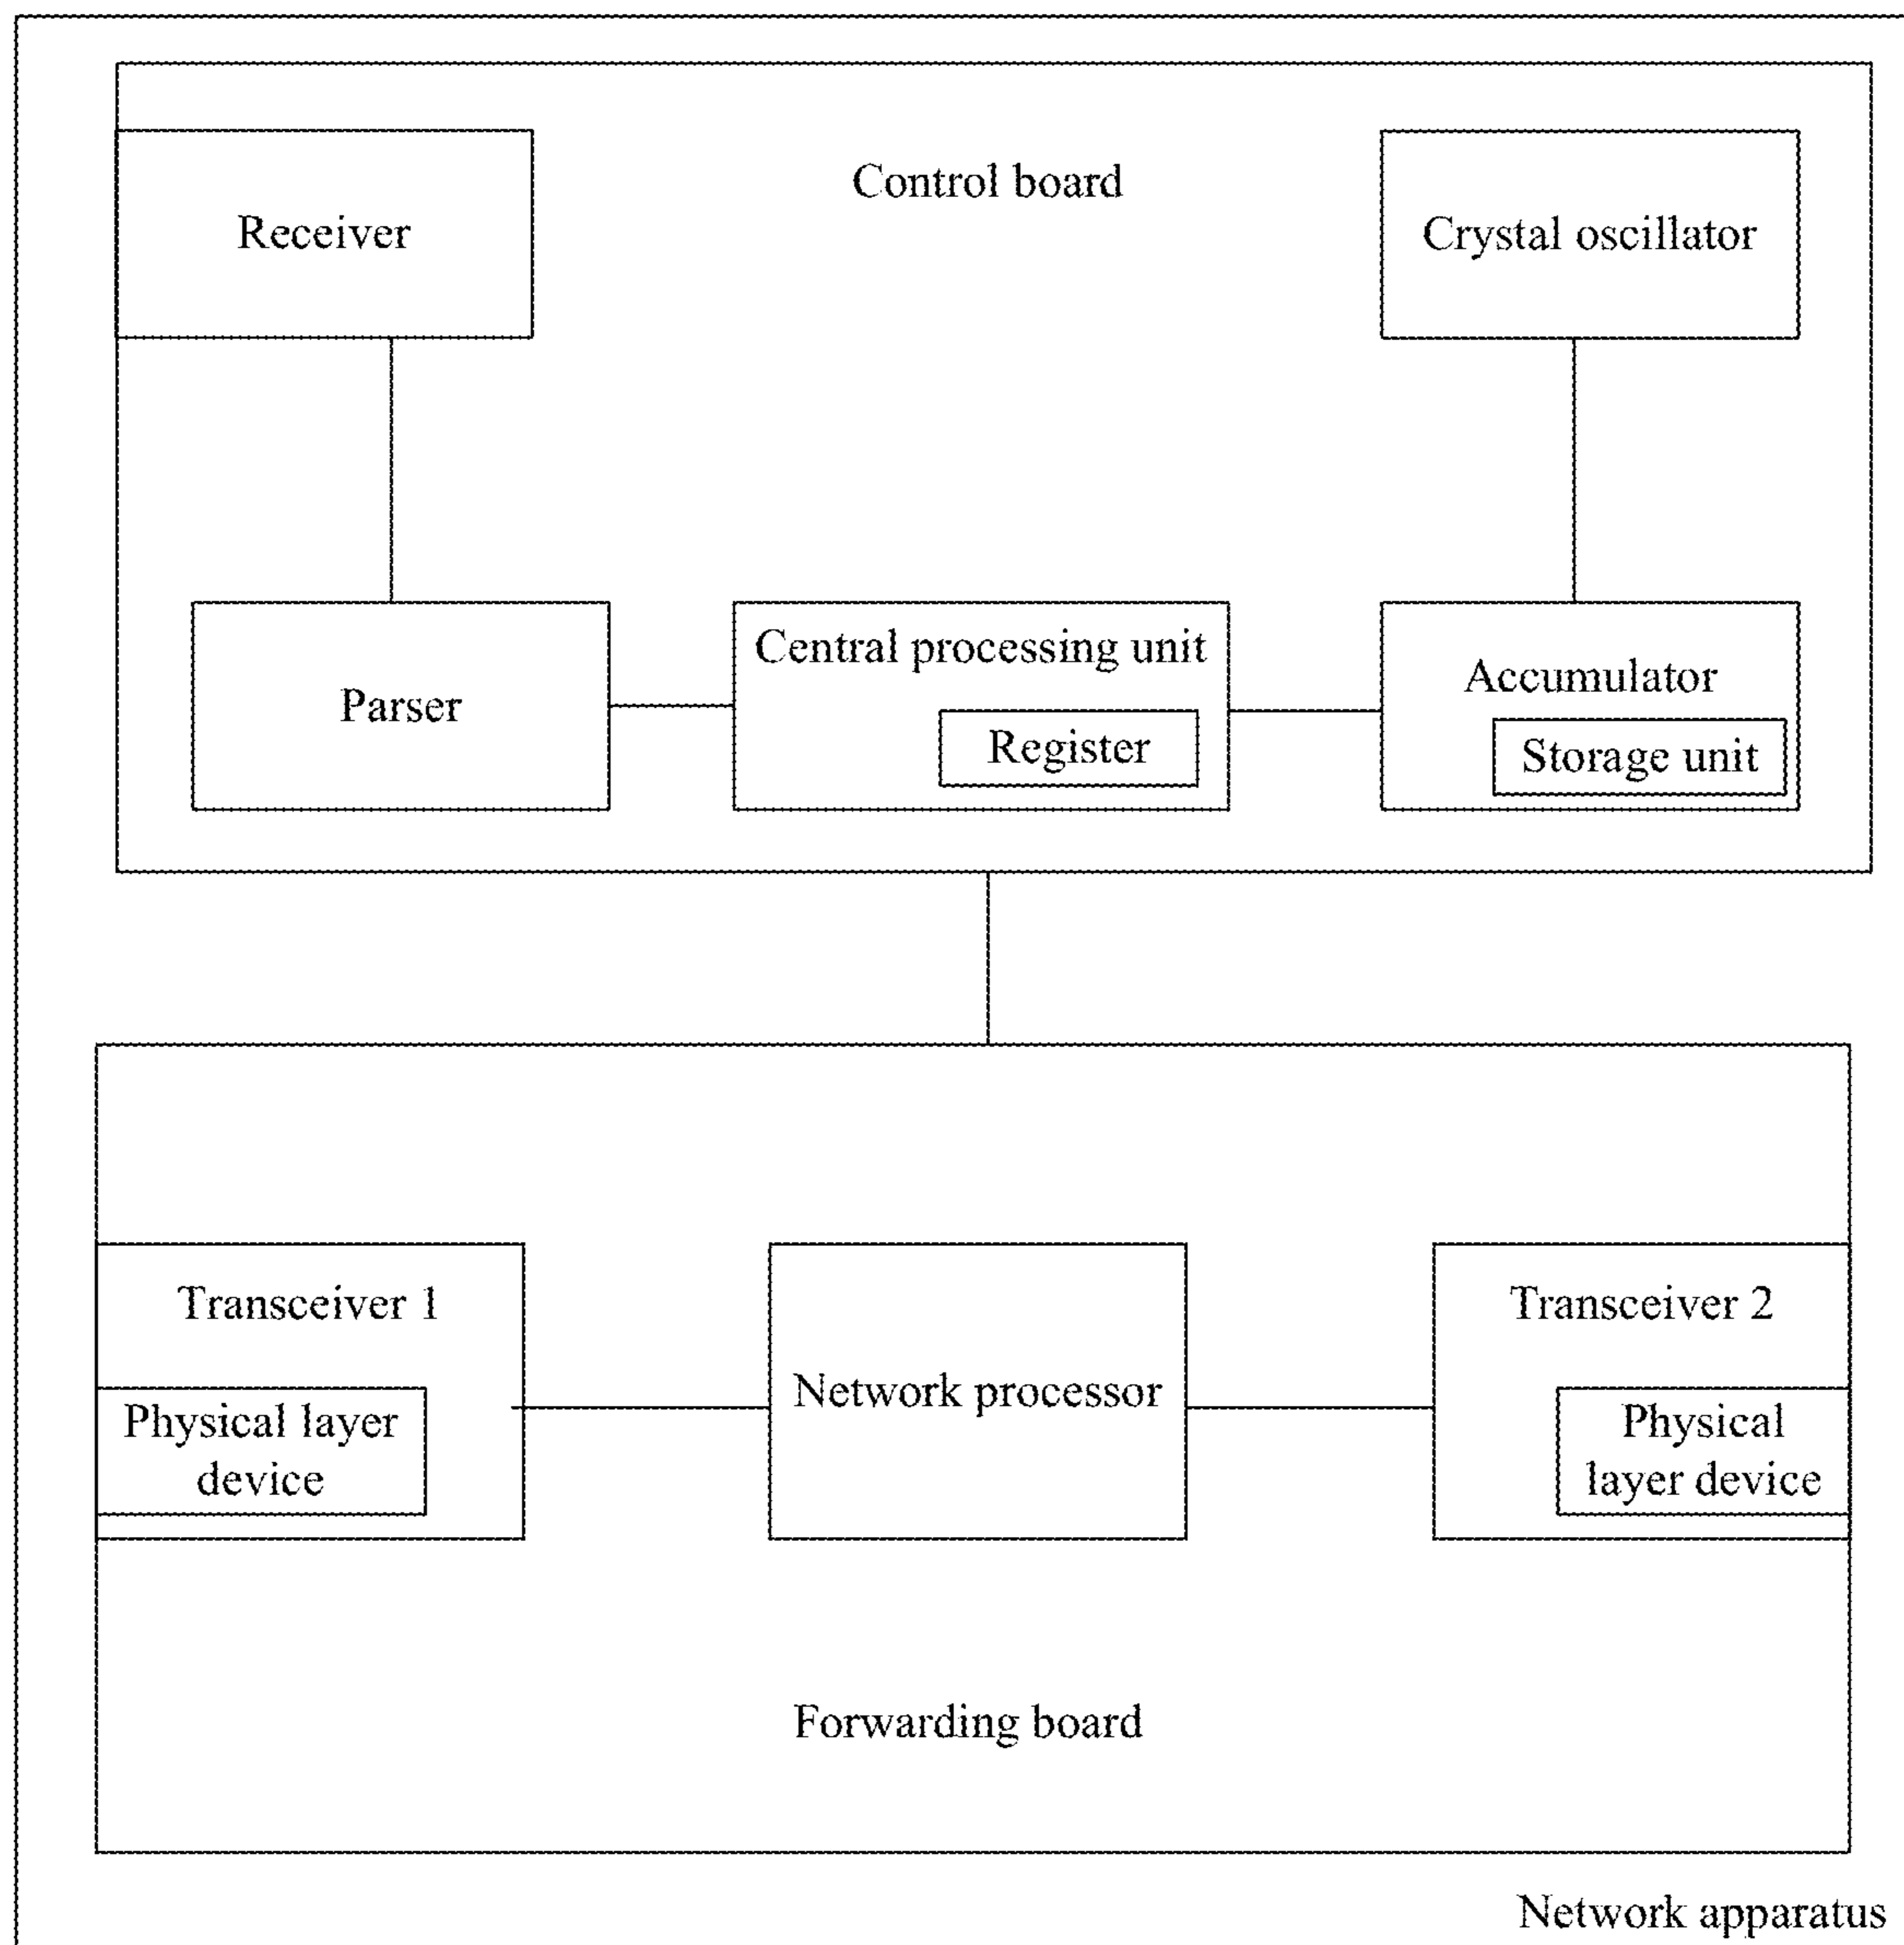 Control board
Receiver
Crystal oscillator
Central processing unit
Parser
Accumulator
Register
Storage unit
Transceiver 1
Transceiver 2
Network processor
Physical layer
device
Physical
layer device
Forwarding board
Network apparatus